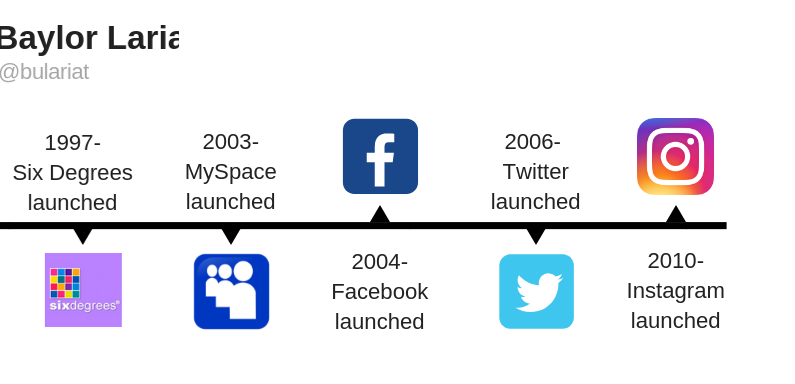 Baylor Laria
@bulariat
1997-
Six Degrees
launched
2003-
MySpace
launched
2004-
Facebook
launched
2006-
Twitter
launched
2010-
Instagram
launched
sixdegrees®
f